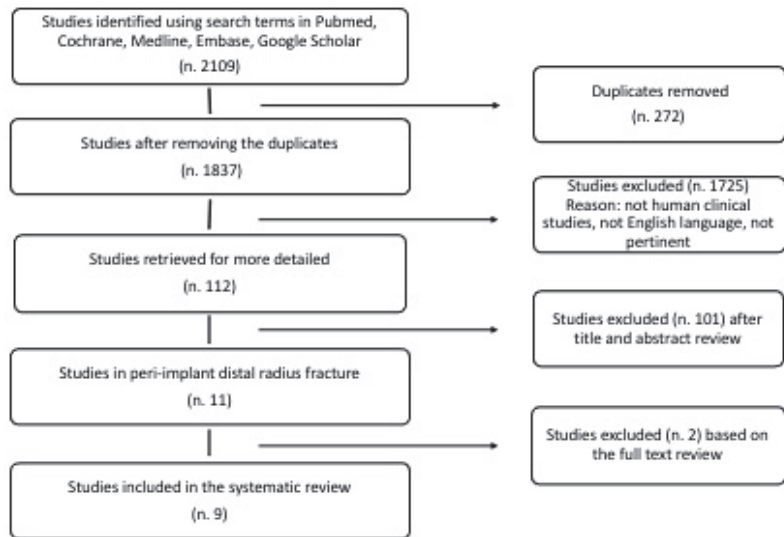 Studies identified using search terms in Pubmed,
Cochrane, Medline, Embase, Google Scholar
(n. 2109)
Duplicates removed
(n. 272)
Studies after removing the duplicates
(n. 1837)
Studies excluded (n. 1725)
Reason: not human clinical
studies, not English language, not
pertinent
Studies retrieved for more detailed
(n. 112)
Studies excluded (n. 101) after
title and abstract review
Studies in peri-implant distal radius fracture
(n. 11)
Studies excluded (n. 2) based on
the full text review
Studies included in the systematic review
(n. 9)